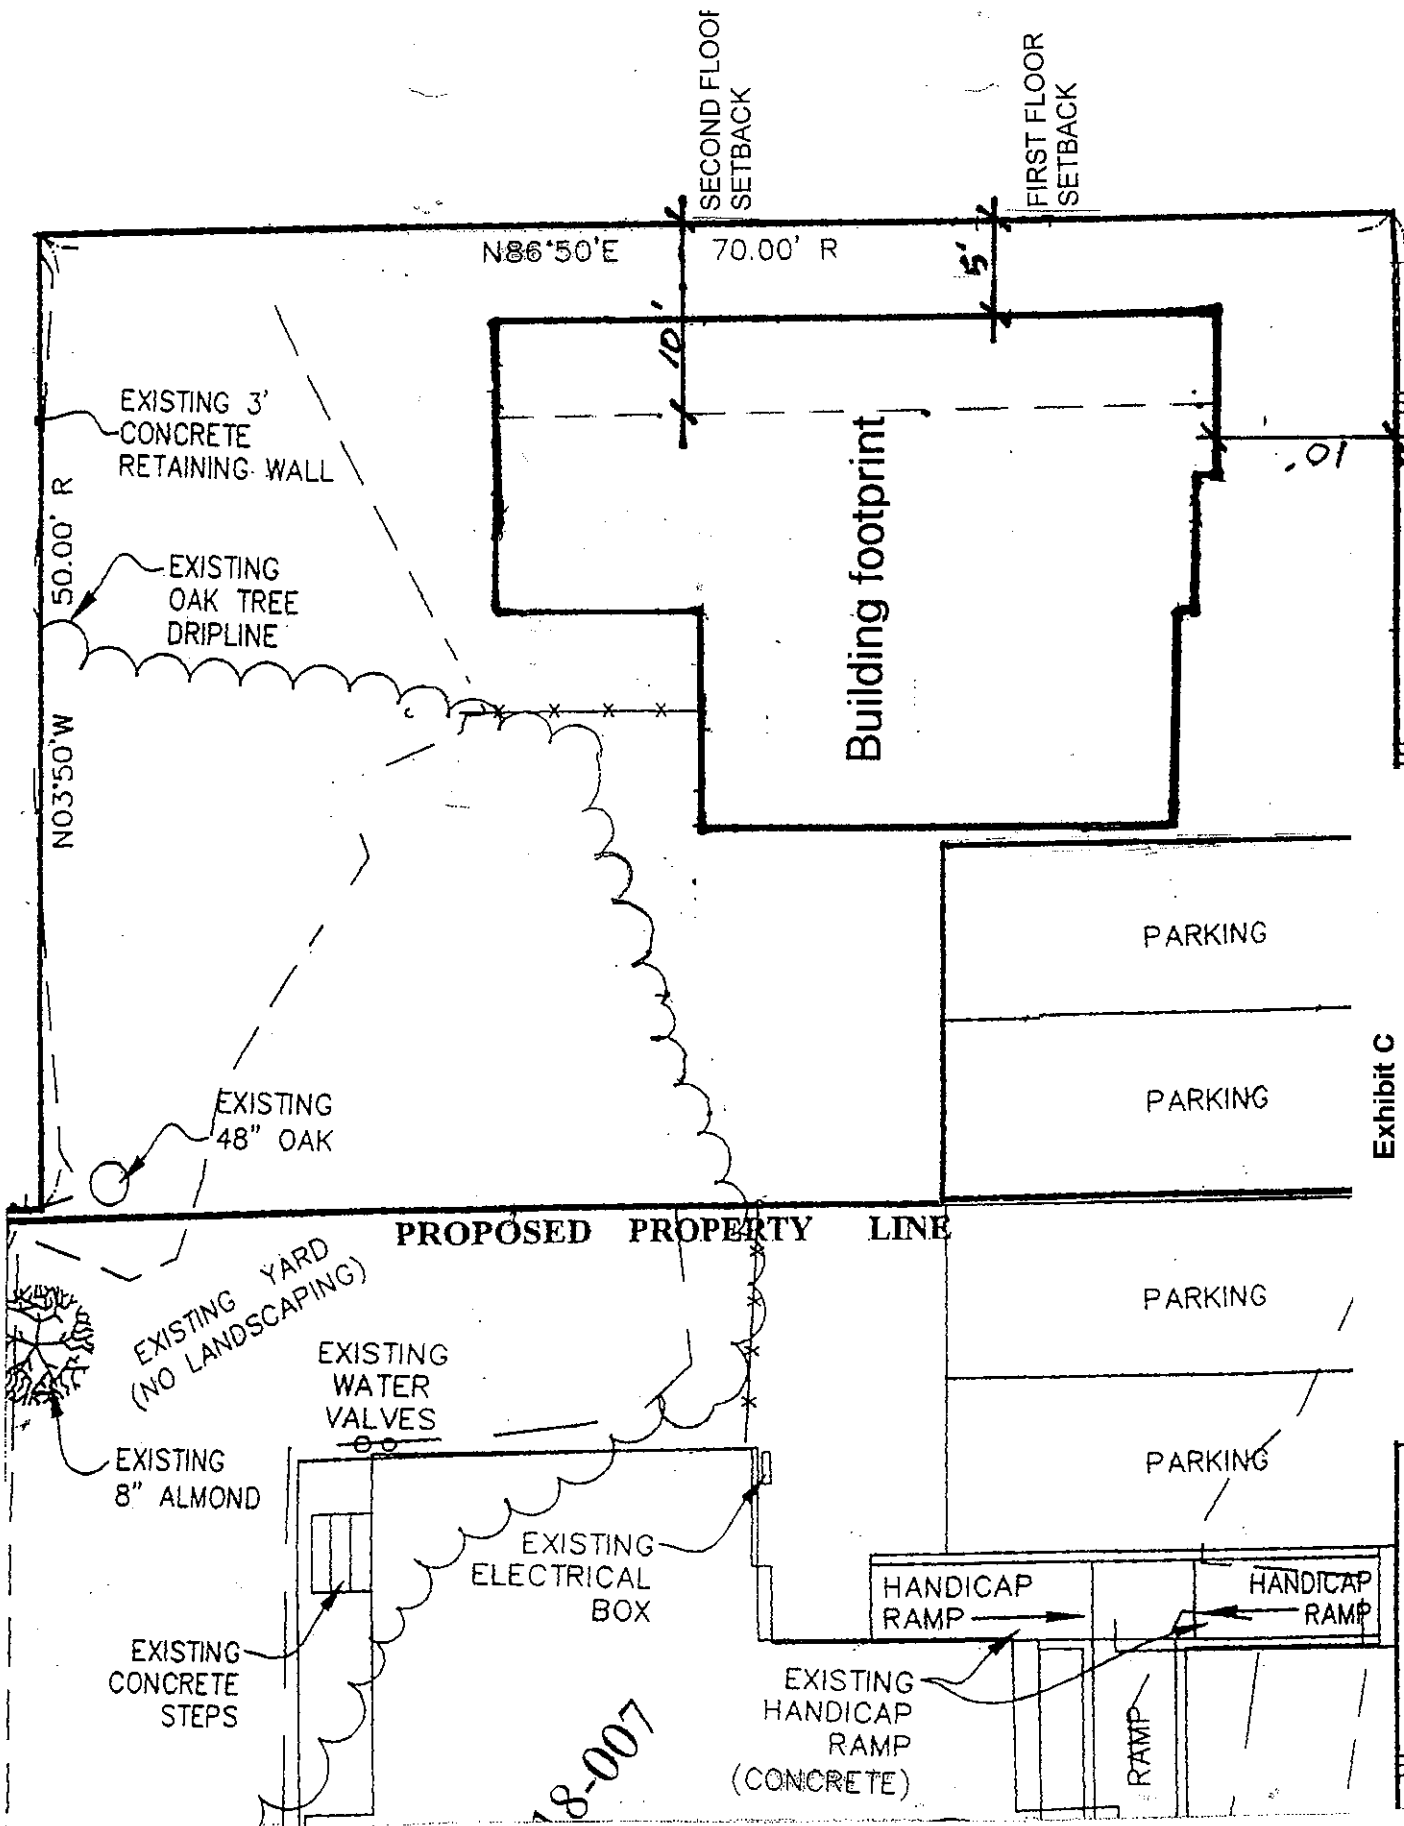 SECOND FLOOR
SETBACK
FIRST FLOOR
SETBACK
N86°50'E 70.00' R
5'
10'
EXISTING 3'
CONCRETE
RETAINING WALL
N03°50'W 50.00' R
EXISTING
OAK TREE
DRIPLINE
Building footprint
10'
PARKING
PARKING
Exhibit C
EXISTING
48" OAK
PROPOSED PROPERTY LINE
EXISTING YARD
(NO LANDSCAPING)
PARKING
EXISTING
WATER
VALVES
EXISTING
8" ALMOND
PARKING
EXISTING
ELECTRICAL
BOX
HANDICAP
RAMP
HANDICAP
RAMP
EXISTING
CONCRETE
STEPS
EXISTING
HANDICAP
RAMP
(CONCRETE)
RAMP
18-007